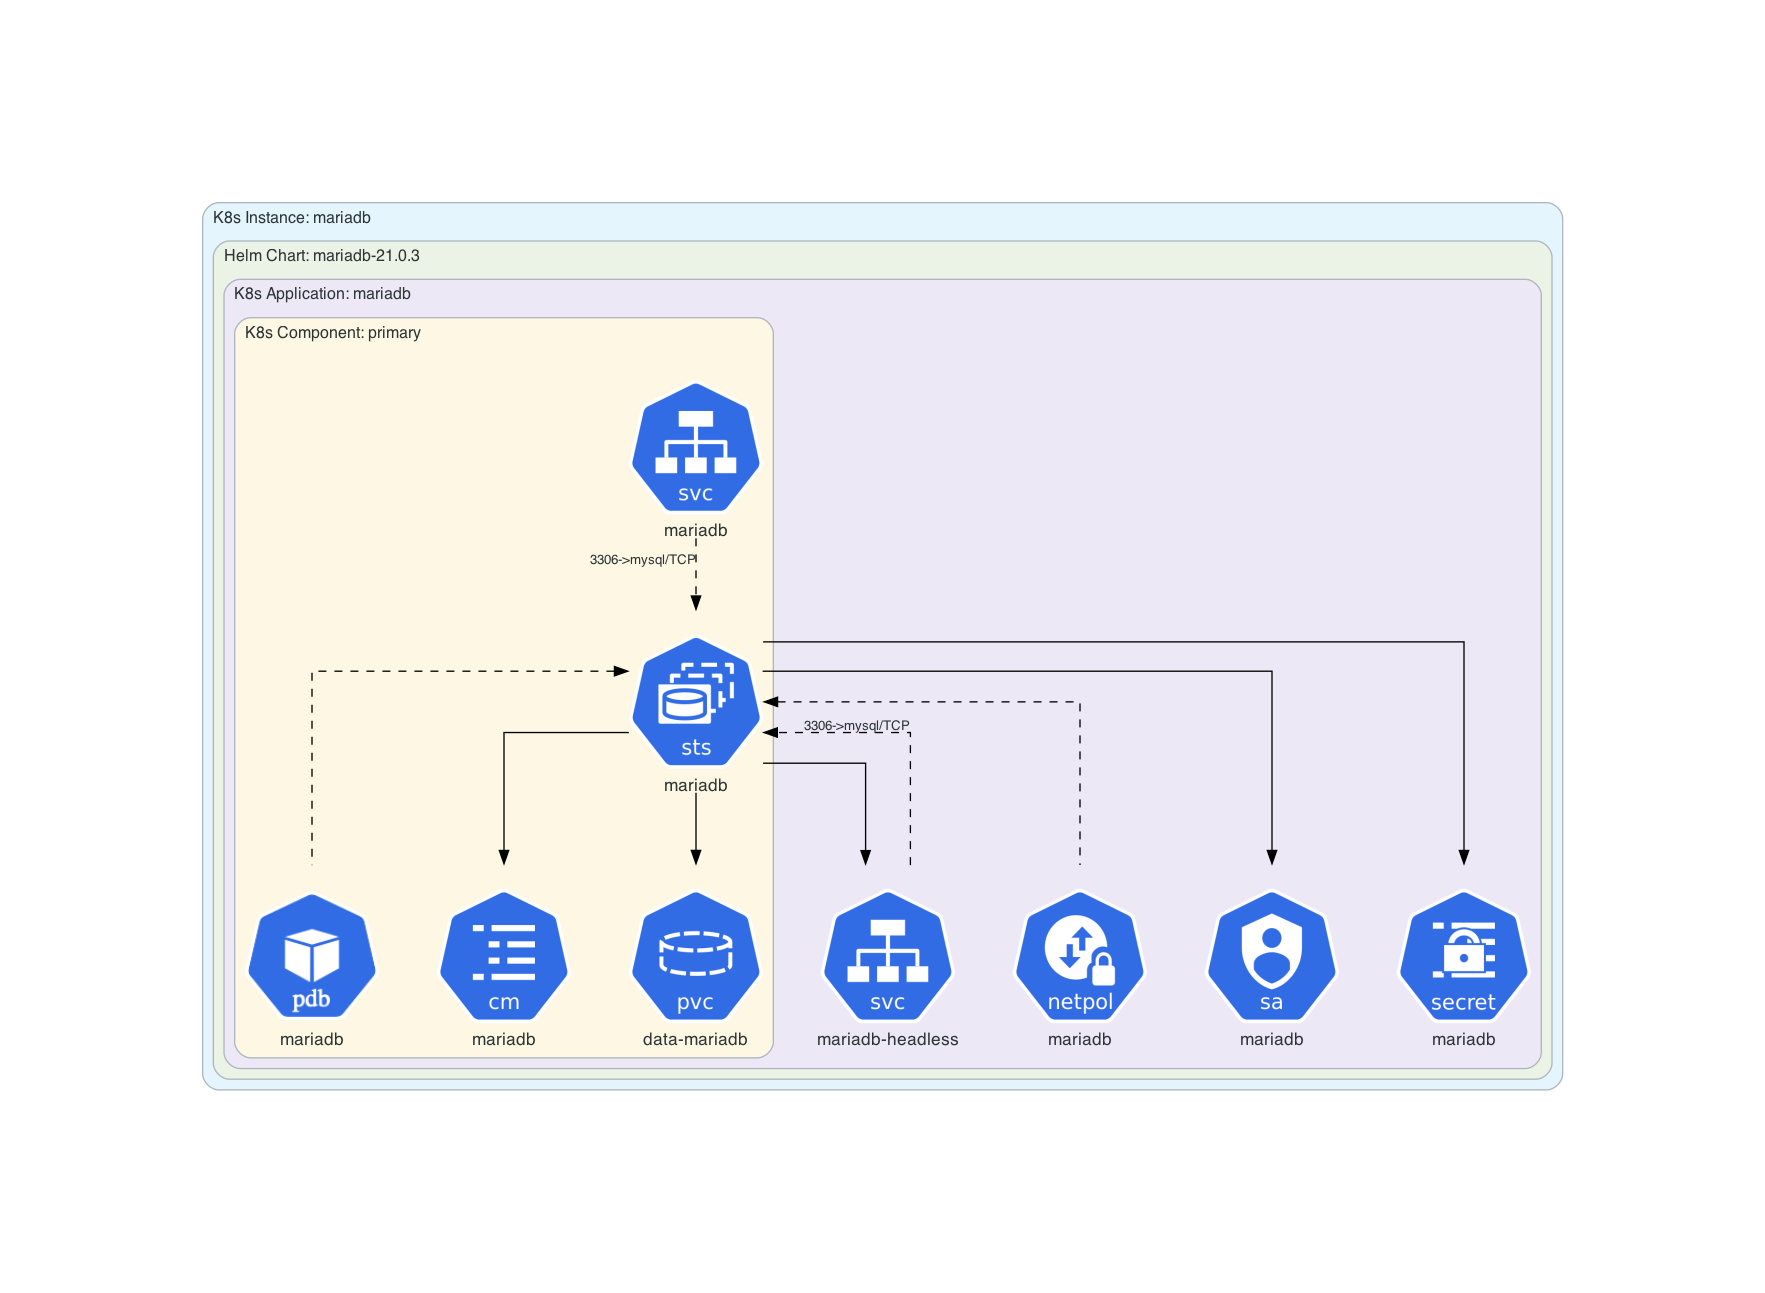 K8s Instance: mariadb
Helm Chart: mariadb-21.0.3
K8s Application: mariadb
K8s Component: primary
svc
mariadb
3306->mysql/TCP
sts
mariadb
3306->mysql/TCP
pdb
mariadb
cm
mariadb
pvc
data-mariadb
svc
mariadb-headless
netpol
mariadb
sa
mariadb
secret
mariadb